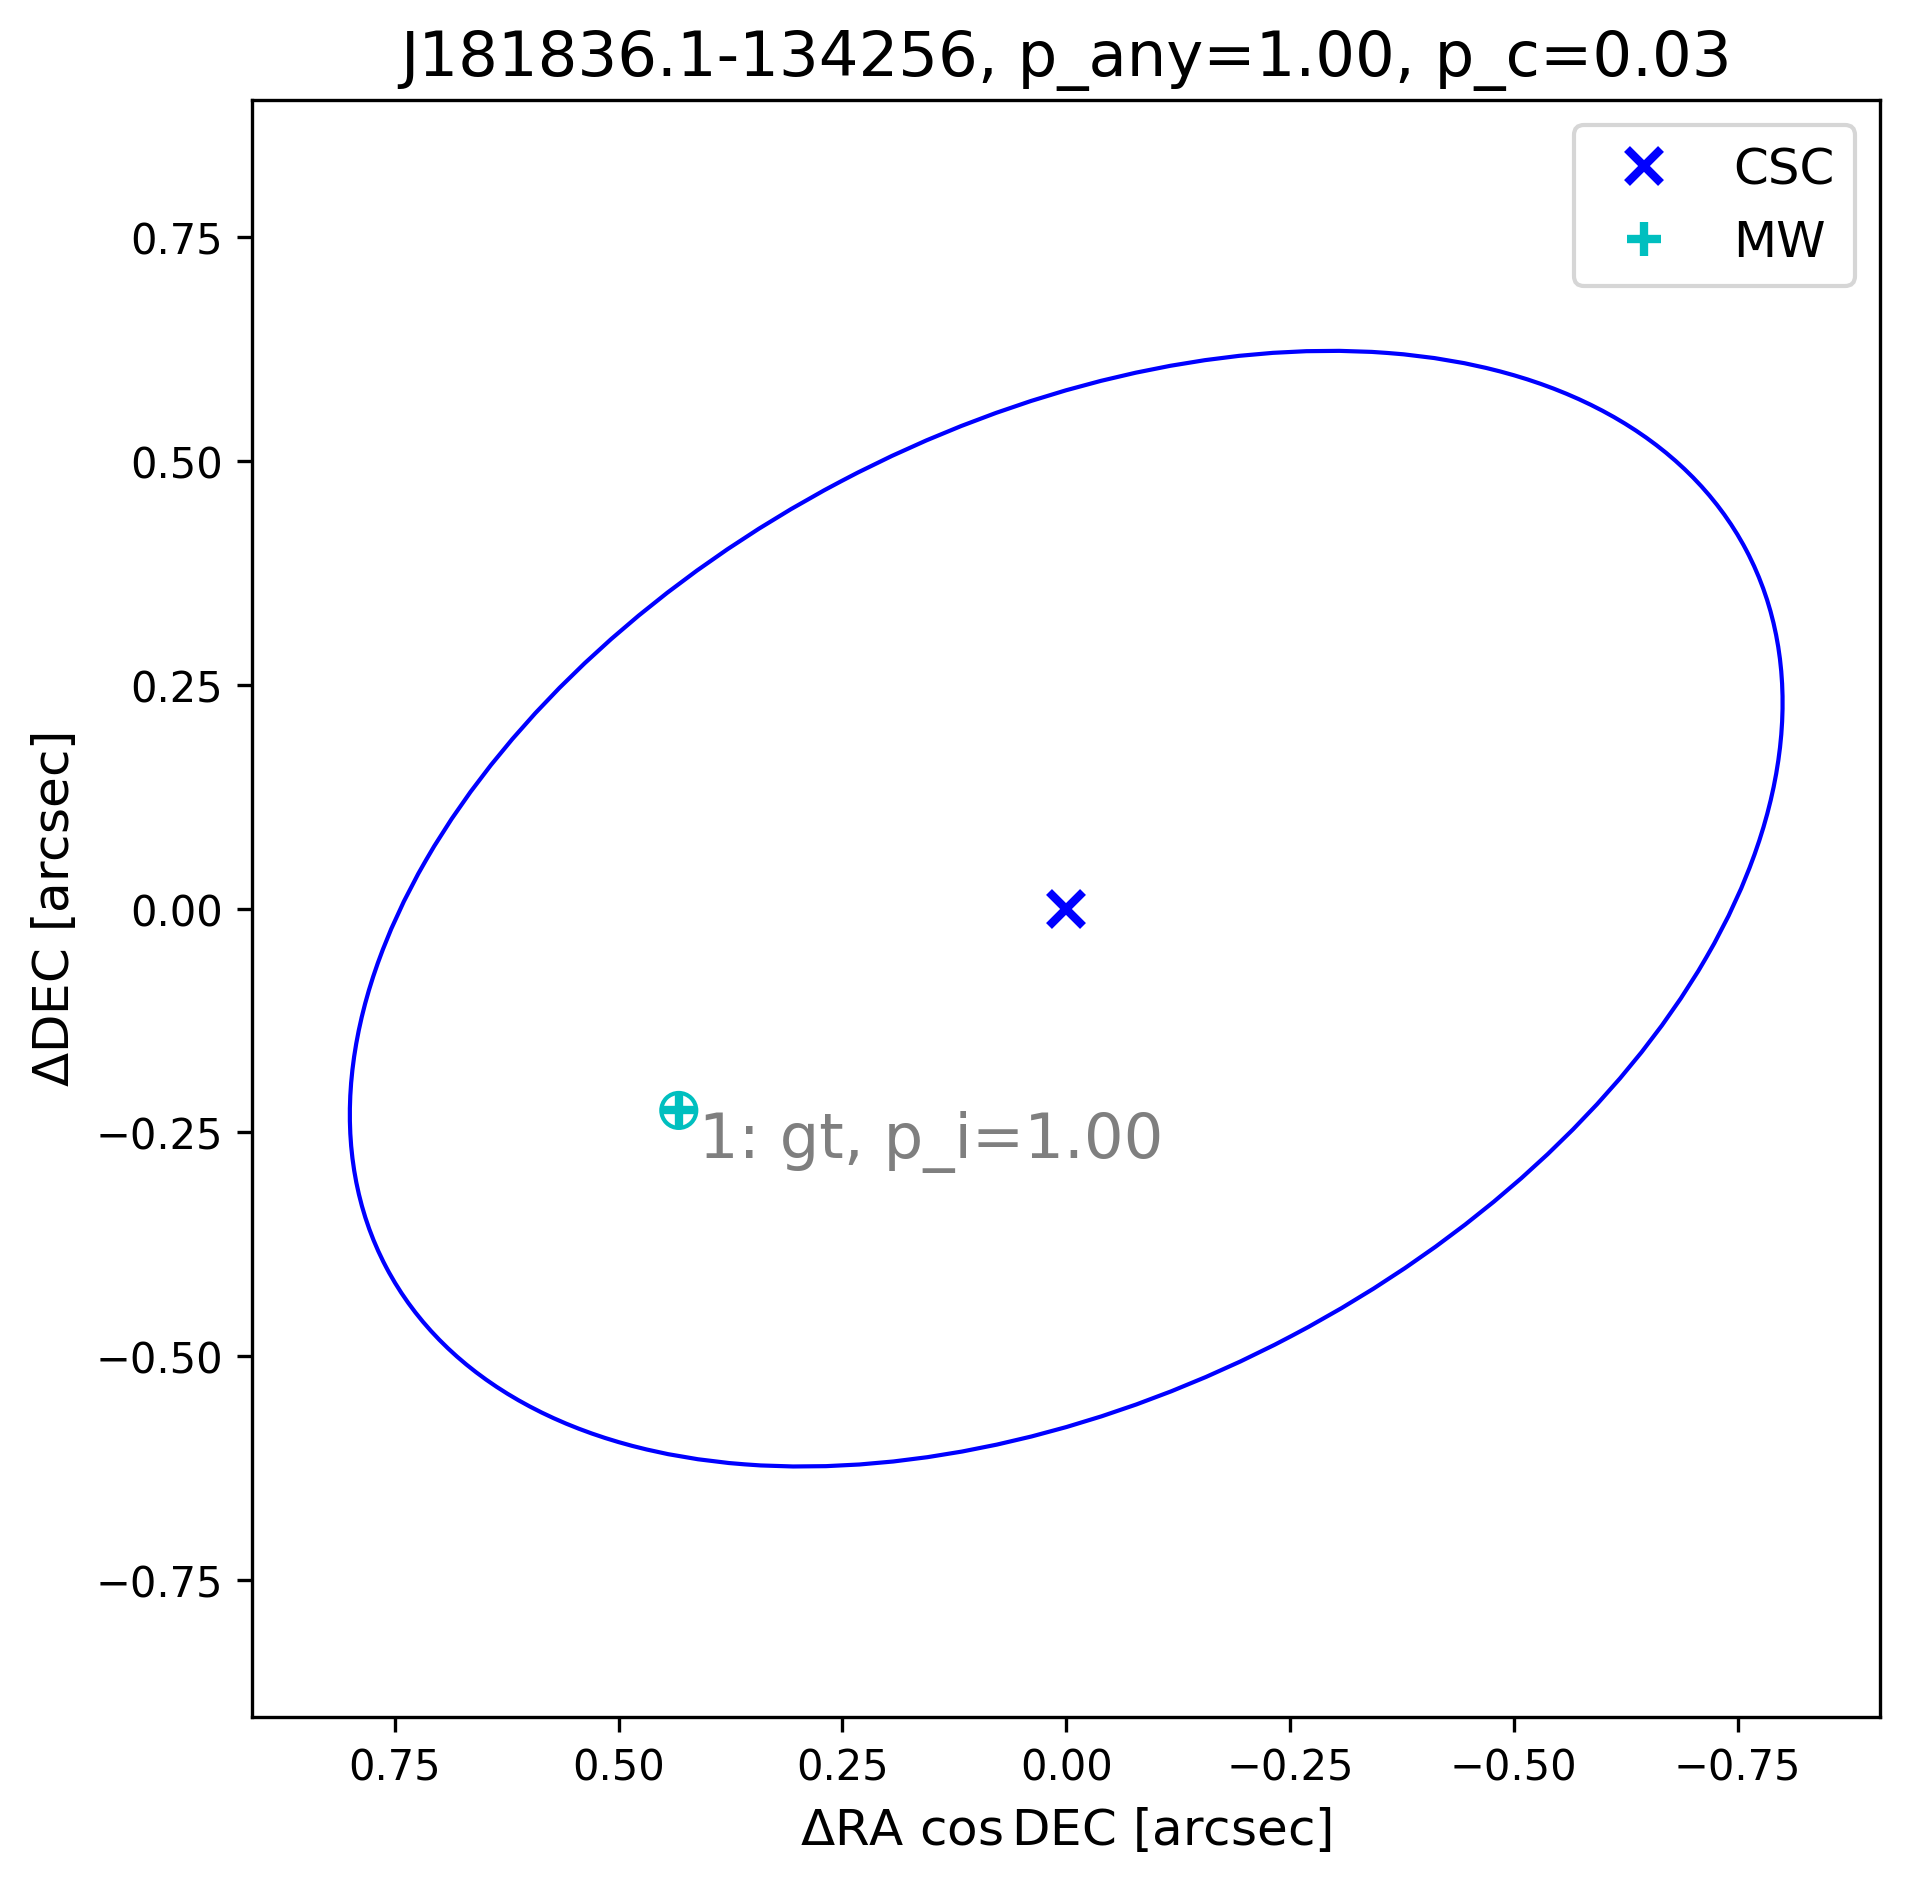 J181836.1-134256, p_any=1.00, p_c=0.03
CSC
MW
0.75
0.50
0.25
0.00
−0.25
−0.50
−0.75
ΔDEC [arcsec]
1: gt, p_i=1.00
0.75 0.50 0.25 0.00 −0.25 −0.50 −0.75
ΔRA cos DEC [arcsec]